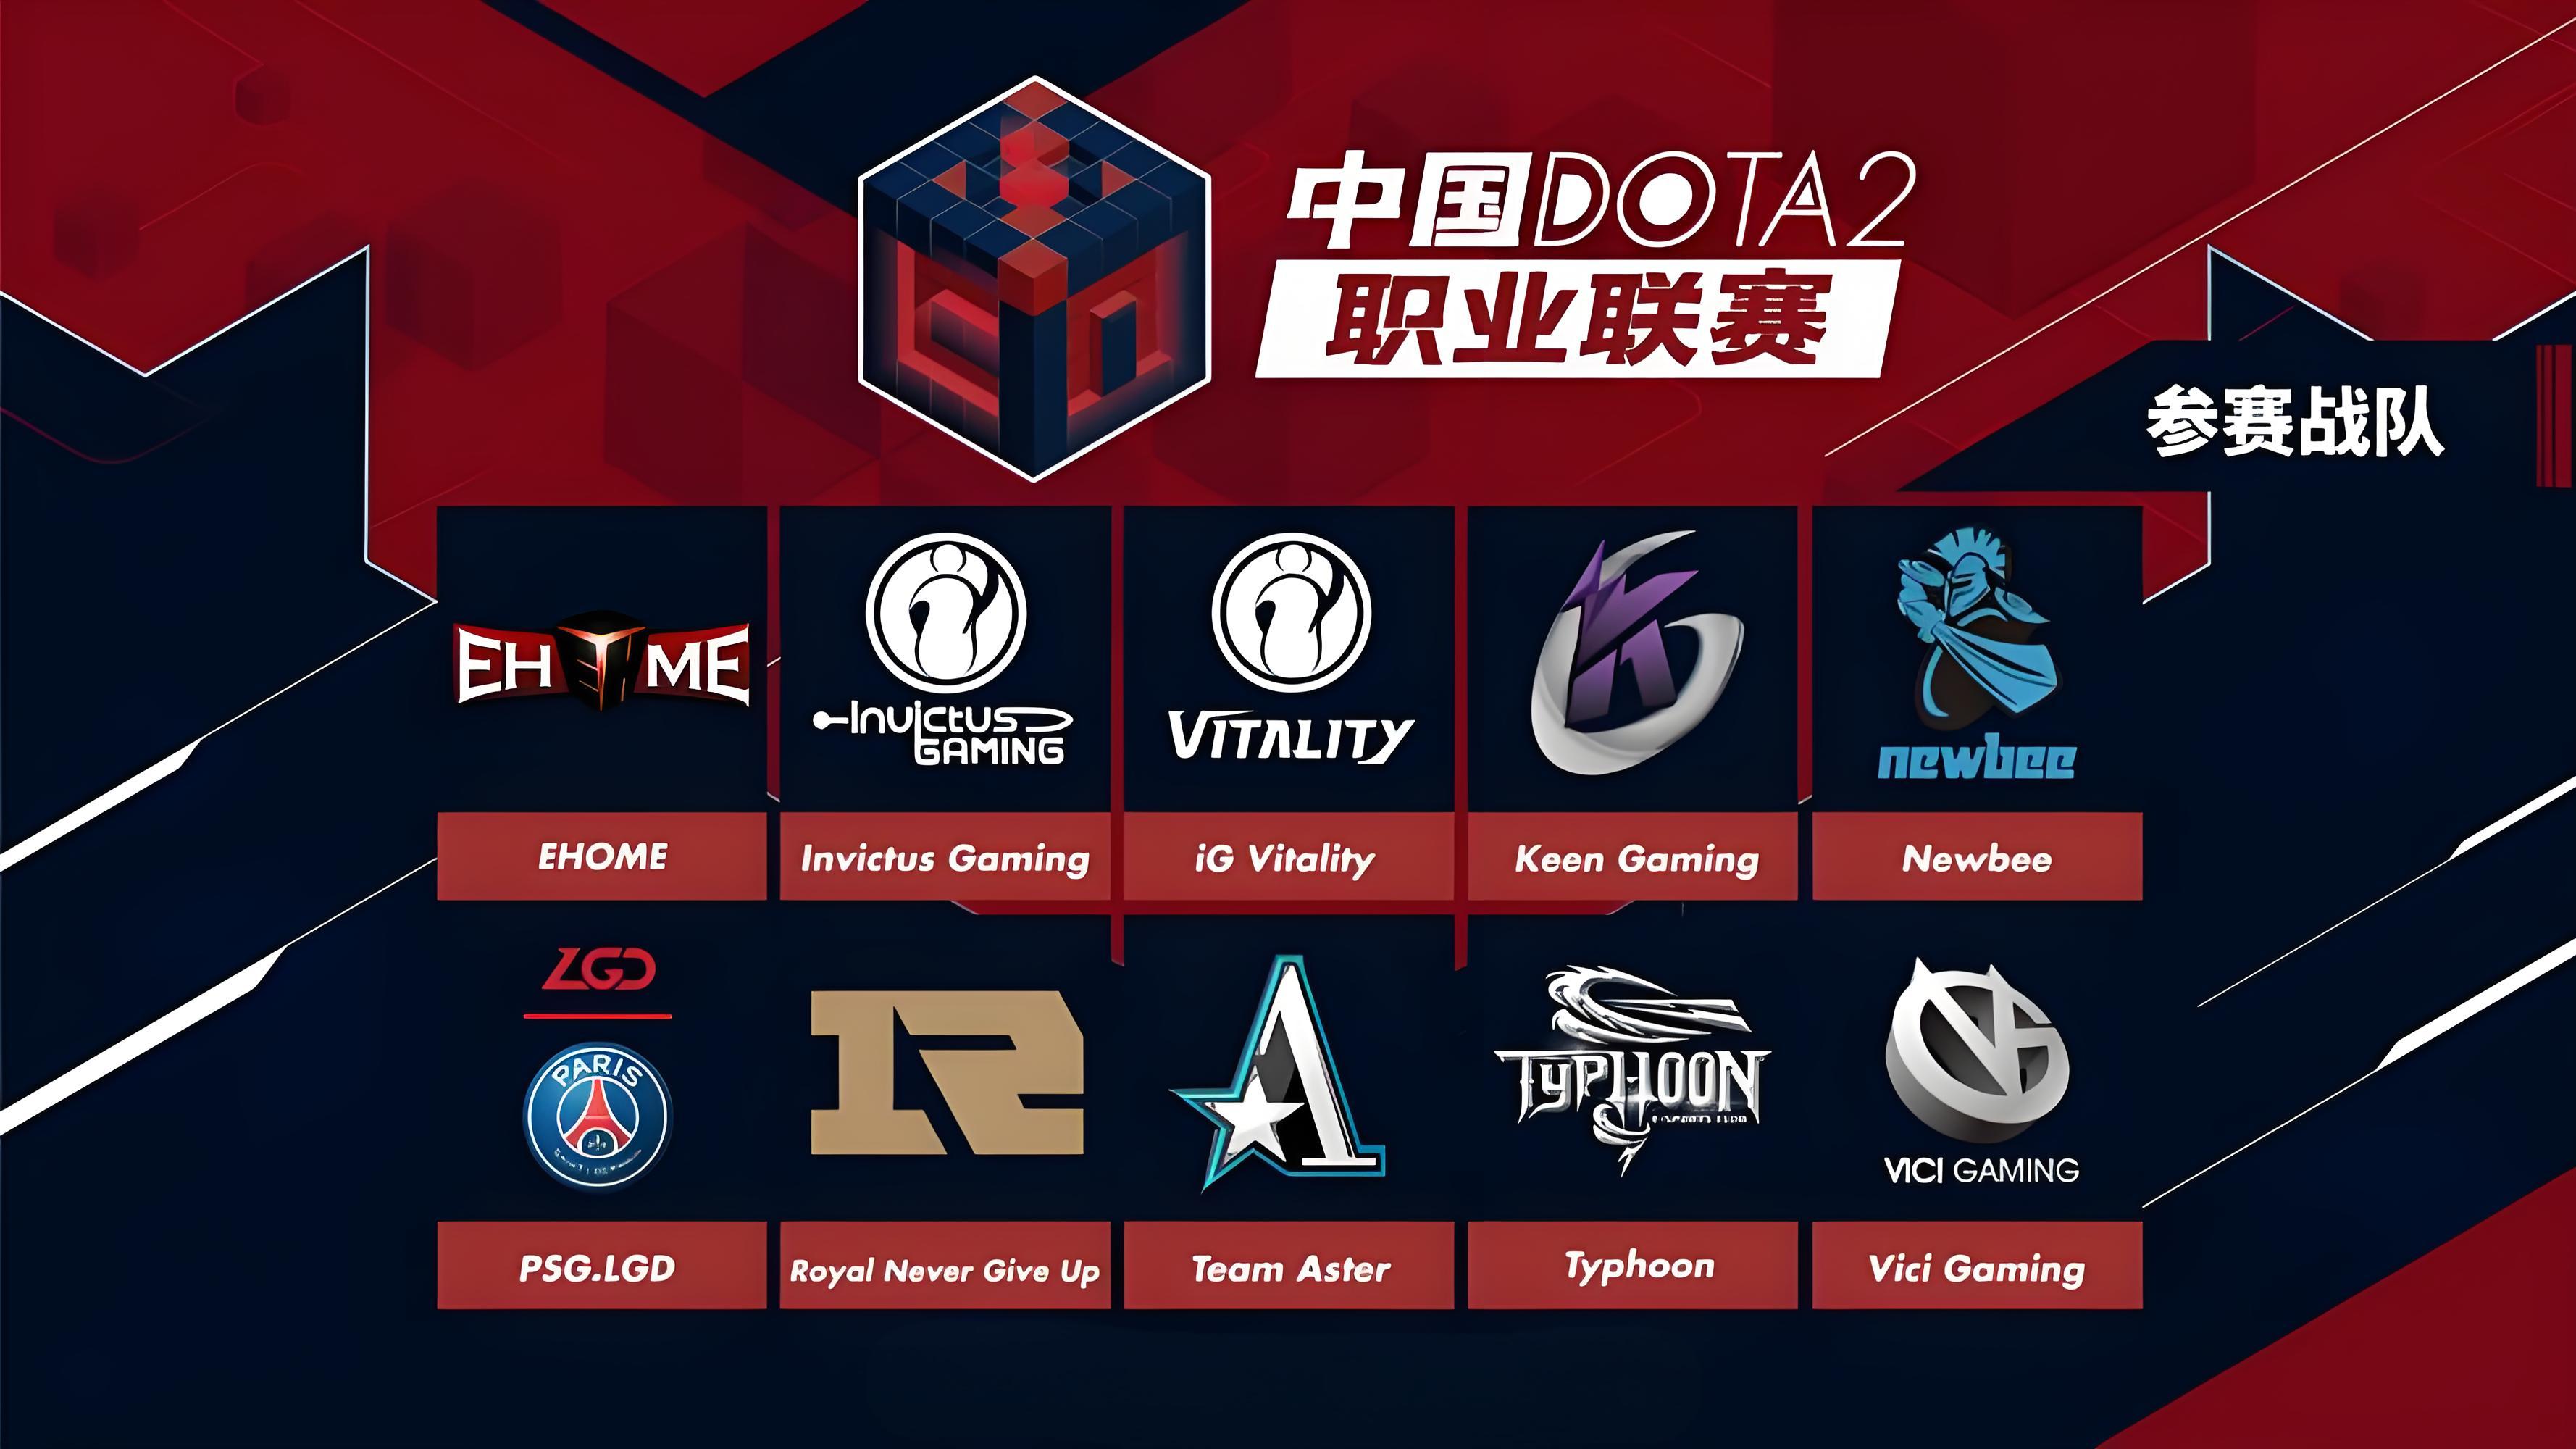 中国DOTA2
职业联赛
参赛战队
EHOME
Invictus
GAMING
VITALITY
newbee
EHOME
Invictus Gaming
iG Vitality
Keen Gaming
Newbee
LGD
PARIS
TYPHOON
VICI GAMING
PSG.LGD
Royal Never Give Up
Team Aster
Typhoon
Vici Gaming